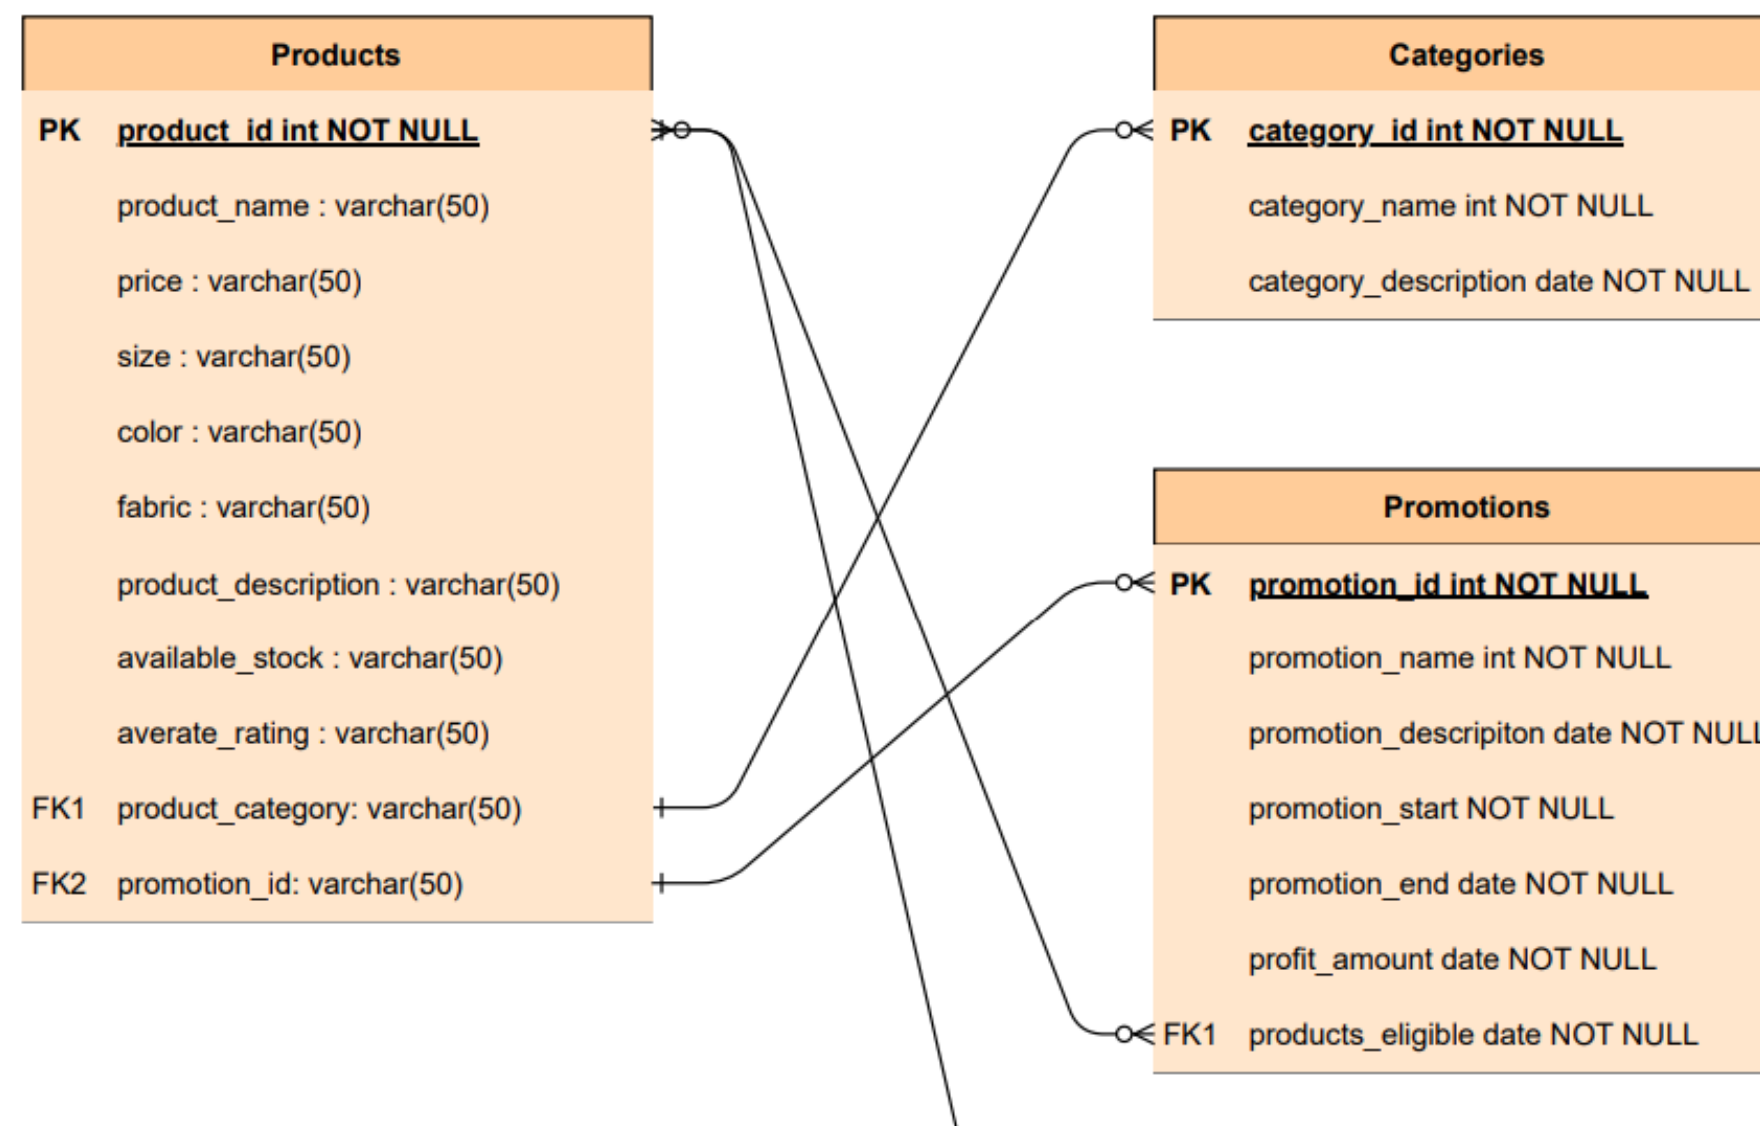 Products
PK product_id int NOT NULL
product_name : varchar(50)
price : varchar(50)
size : varchar(50)
color : varchar(50)
fabric : varchar(50)
product_description : varchar(50)
available_stock : varchar(50)
averate_rating : varchar(50)
FK1 product_category: varchar(50)
FK2 promotion_id: varchar(50)
Categories
PK category_id int NOT NULL
category_name int NOT NULL
category_description date NOT NULL
Promotions
PK promotion_id int NOT NULL
promotion_name int NOT NULL
promotion_descripiton date NOT NULL
promotion_start NOT NULL
promotion_end date NOT NULL
profit_amount date NOT NULL
FK1 products_eligible date NOT NULL